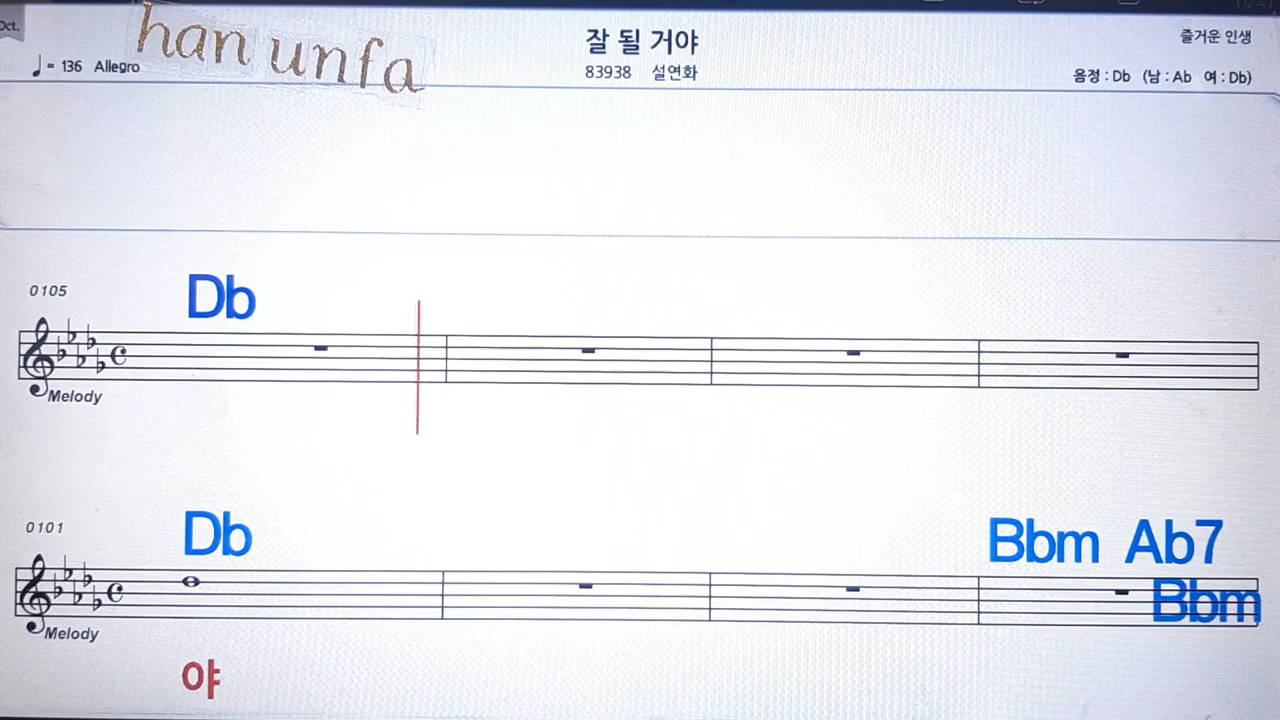 Oct.
han unfa
잘 될 거야
즐거운 인생
♩= 136 Allegro
83938 설연화
음정 : Db (남 : Ab 여 : Db)
0105
Db
Melody
0101
Db
Bbm Ab7
Bbm
Melody
야